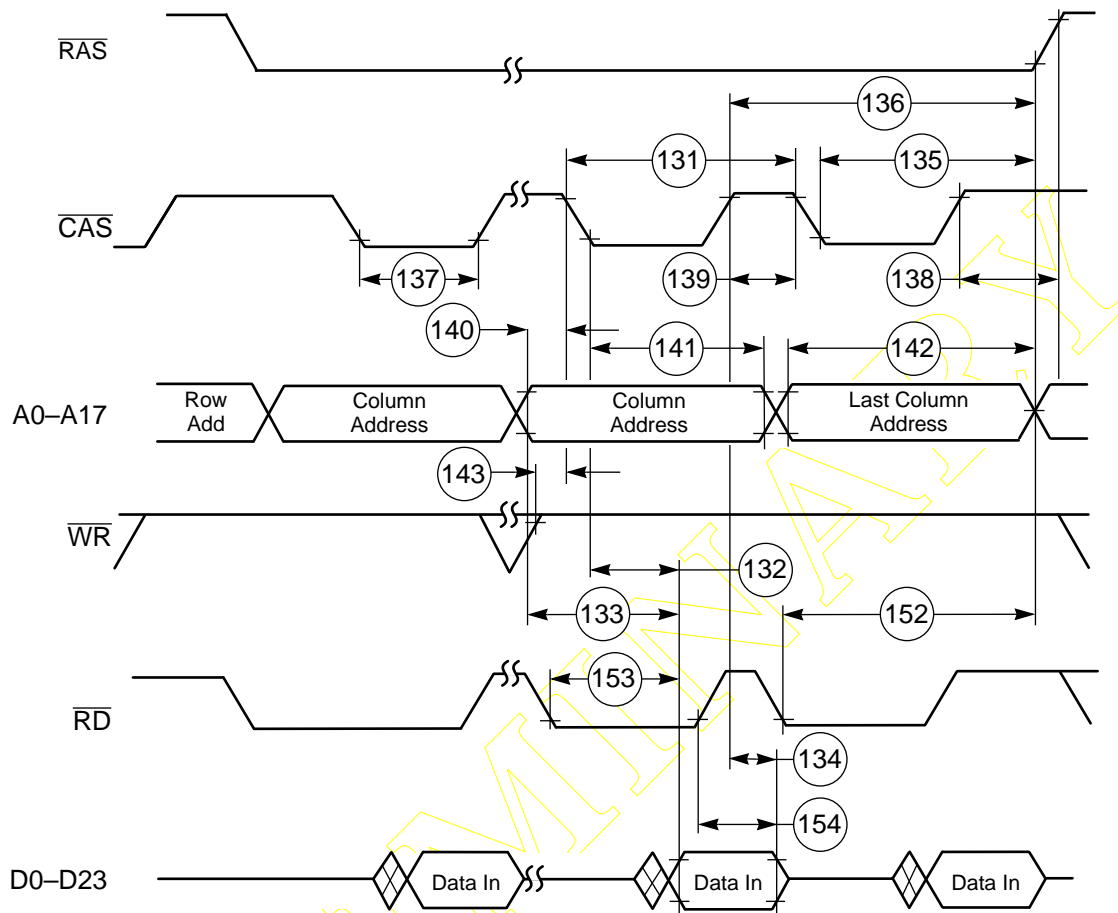 RAS
136
131
135
CAS
137
139
138
140
141
142
A0–A17
Row
Add
Column
Address
Column
Address
Last Column
Address
143
WR
132
133
152
153
RD
134
154
D0–D23
Data In
Data In
Data In